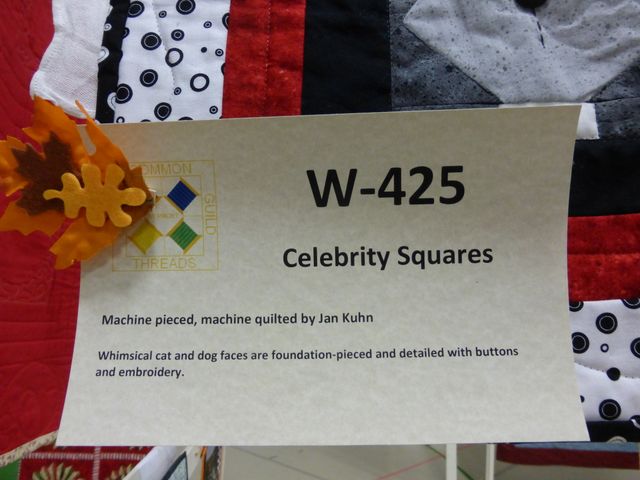 COMMON
GUILD
THREADS
W-425
Celebrity Squares
Machine pieced, machine quilted by Jan Kuhn
Whimsical cat and dog faces are foundation-pieced and detailed with buttons
and embroidery.